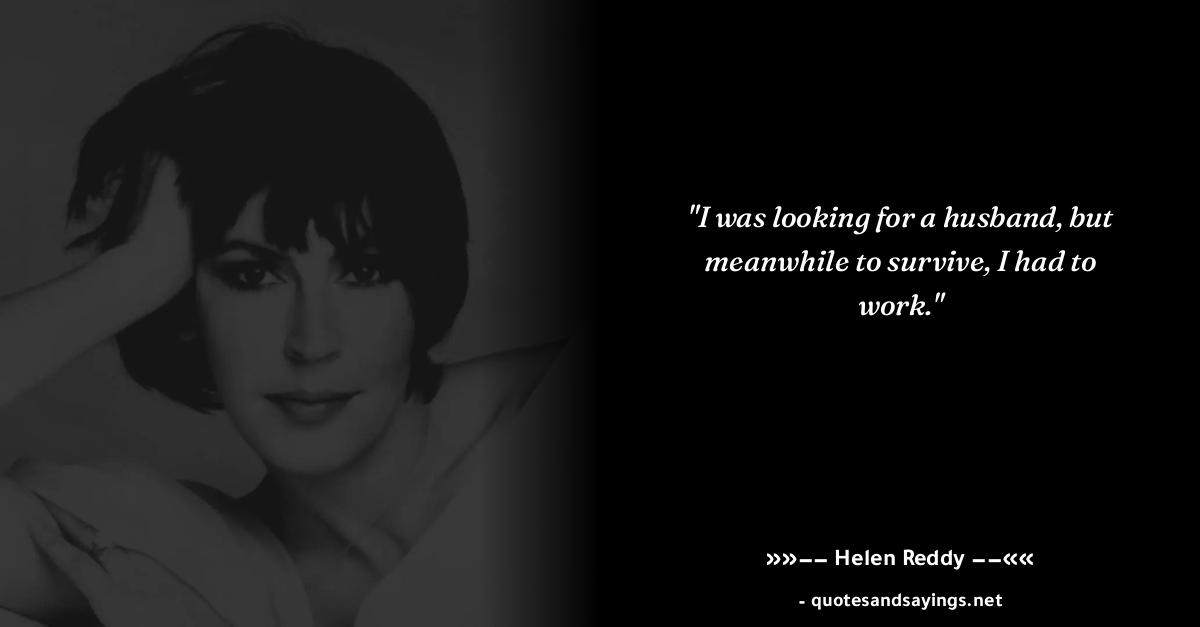 "I was looking for a husband, but
meanwhile to survive, I had to
work."
»»–– Helen Reddy ––««
- quotesandsayings.net